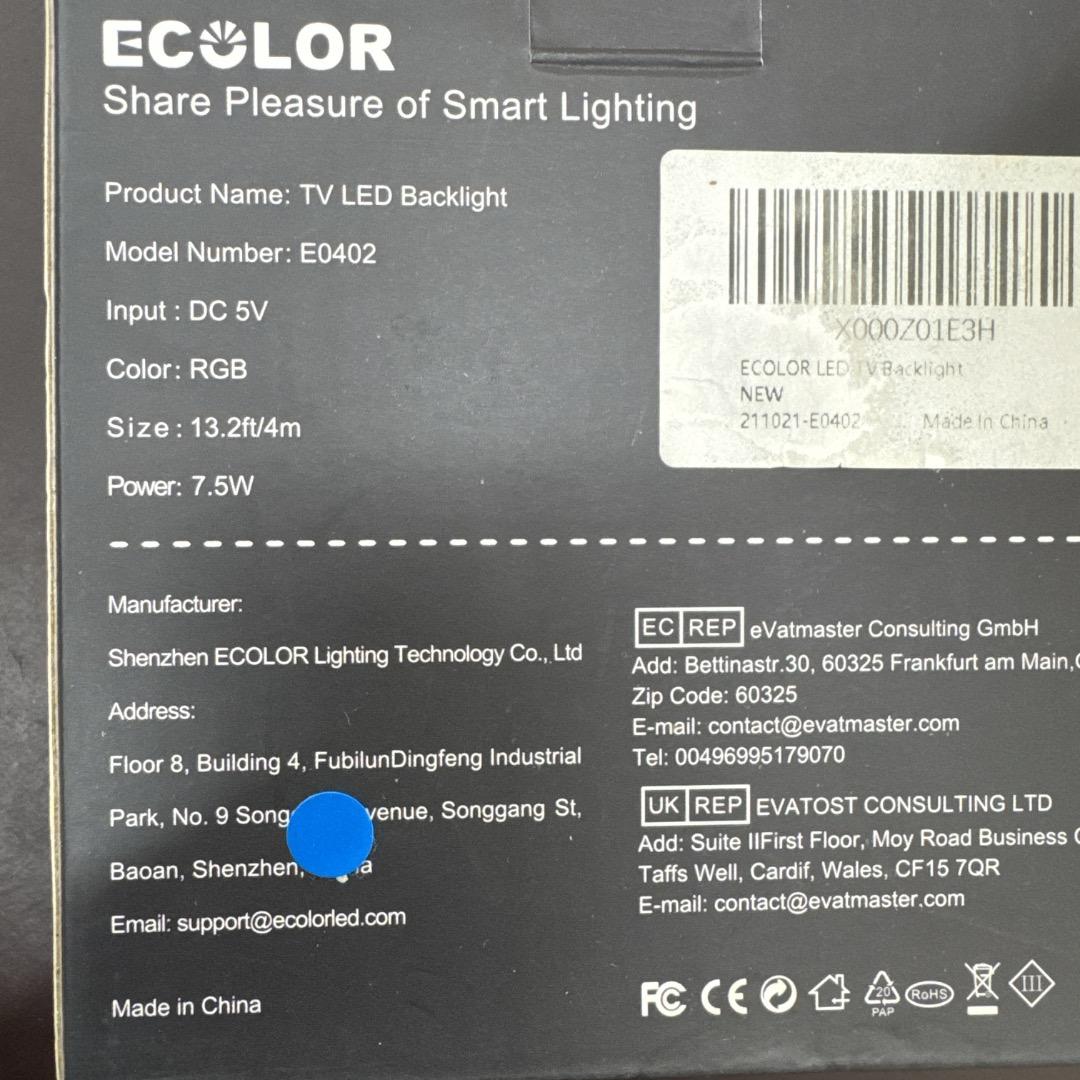 ECOLOR
Share Pleasure of Smart Lighting
Product Name: TV LED Backlight
Model Number: E0402
Input : DC 5V
Color: RGB
Size: 13.2ft/4m
Power: 7.5W
X000Z01E3H
ECOLOR LED TV Backlight
NEW
211021-E0402 Made In China
Manufacturer:
Shenzhen ECOLOR Lighting Technology Co., Ltd
Address:
Floor 8, Building 4, FubilunDingfeng Industrial
Park, No. 9 Songgang St,
Baoan, Shenzhen,
Email: support@ecolorled.com
Made in China
EC REP eVatmaster Consulting GmbH
Add: Bettinastr.30, 60325 Frankfurt am Main,
Zip Code: 60325
E-mail: contact@evatmaster.com
Tel: 00496995179070
UK REP EVATOST CONSULTING LTD
Add: Suite IIFirst Floor, Moy Road Business
Taffs Well, Cardif, Wales, CF15 7QR
E-mail: contact@evatmaster.com
FC CE 20 PAP RoHS III